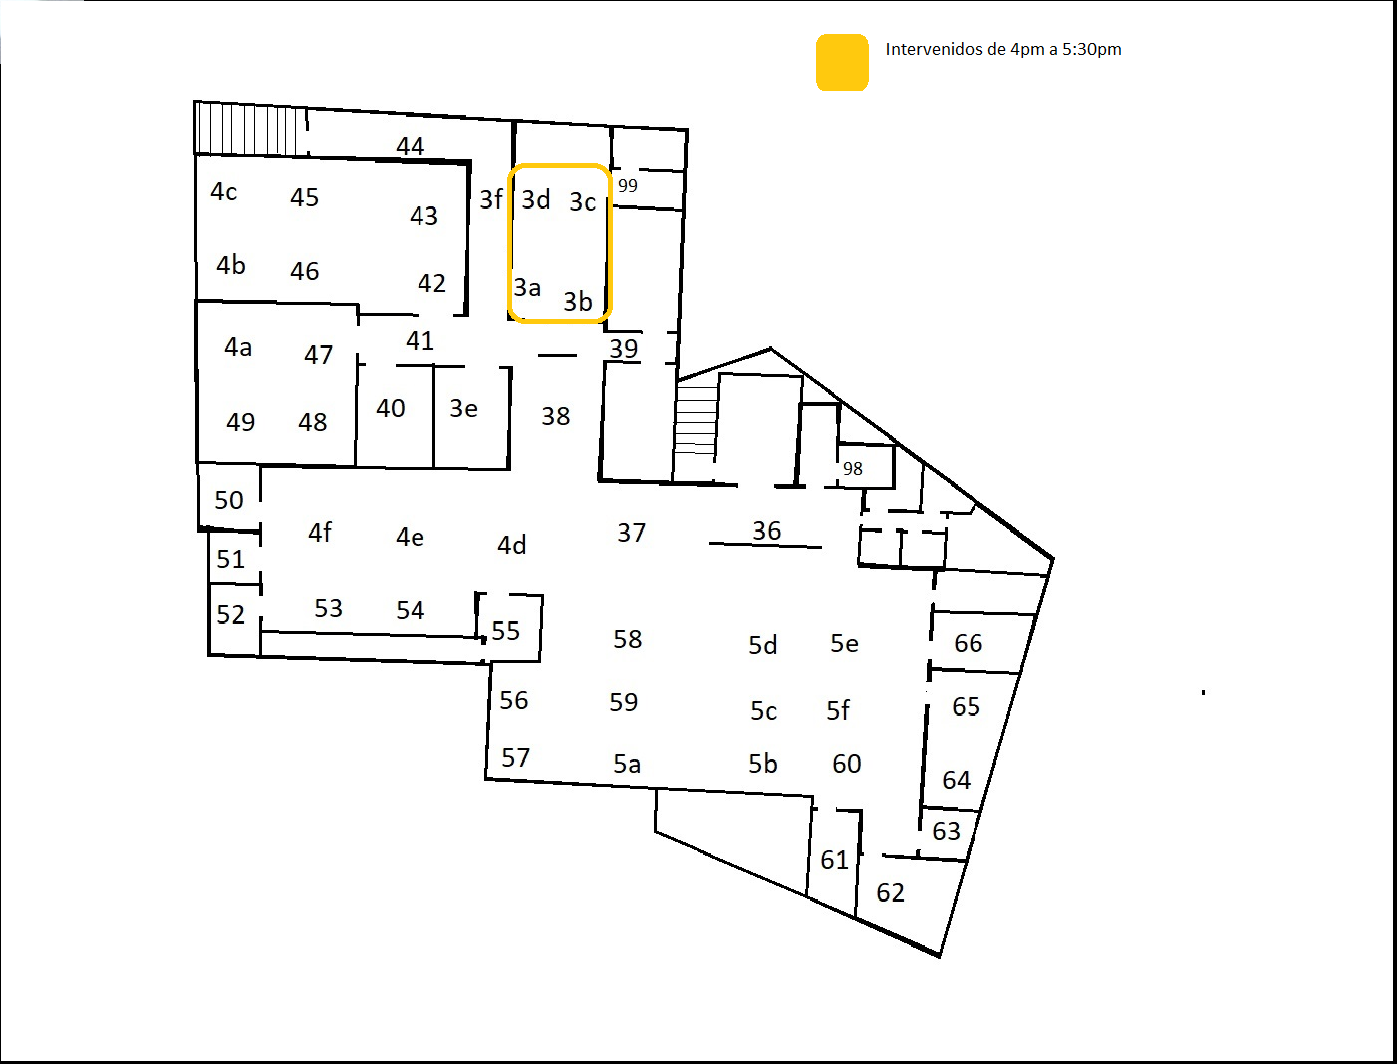 Intervenidos de 4pm a 5:30pm
44
4c 45 43 3f 3d 3c 99
4b 46 42 3a 3b
4a 47 41 39
49 48 40 3e 38
98
50
4f 4e 4d 37 36
51
52 53 54 55 58 5d 5e 66
56 59 5c 5f 65
57 5a 5b 60 64
63
61
62